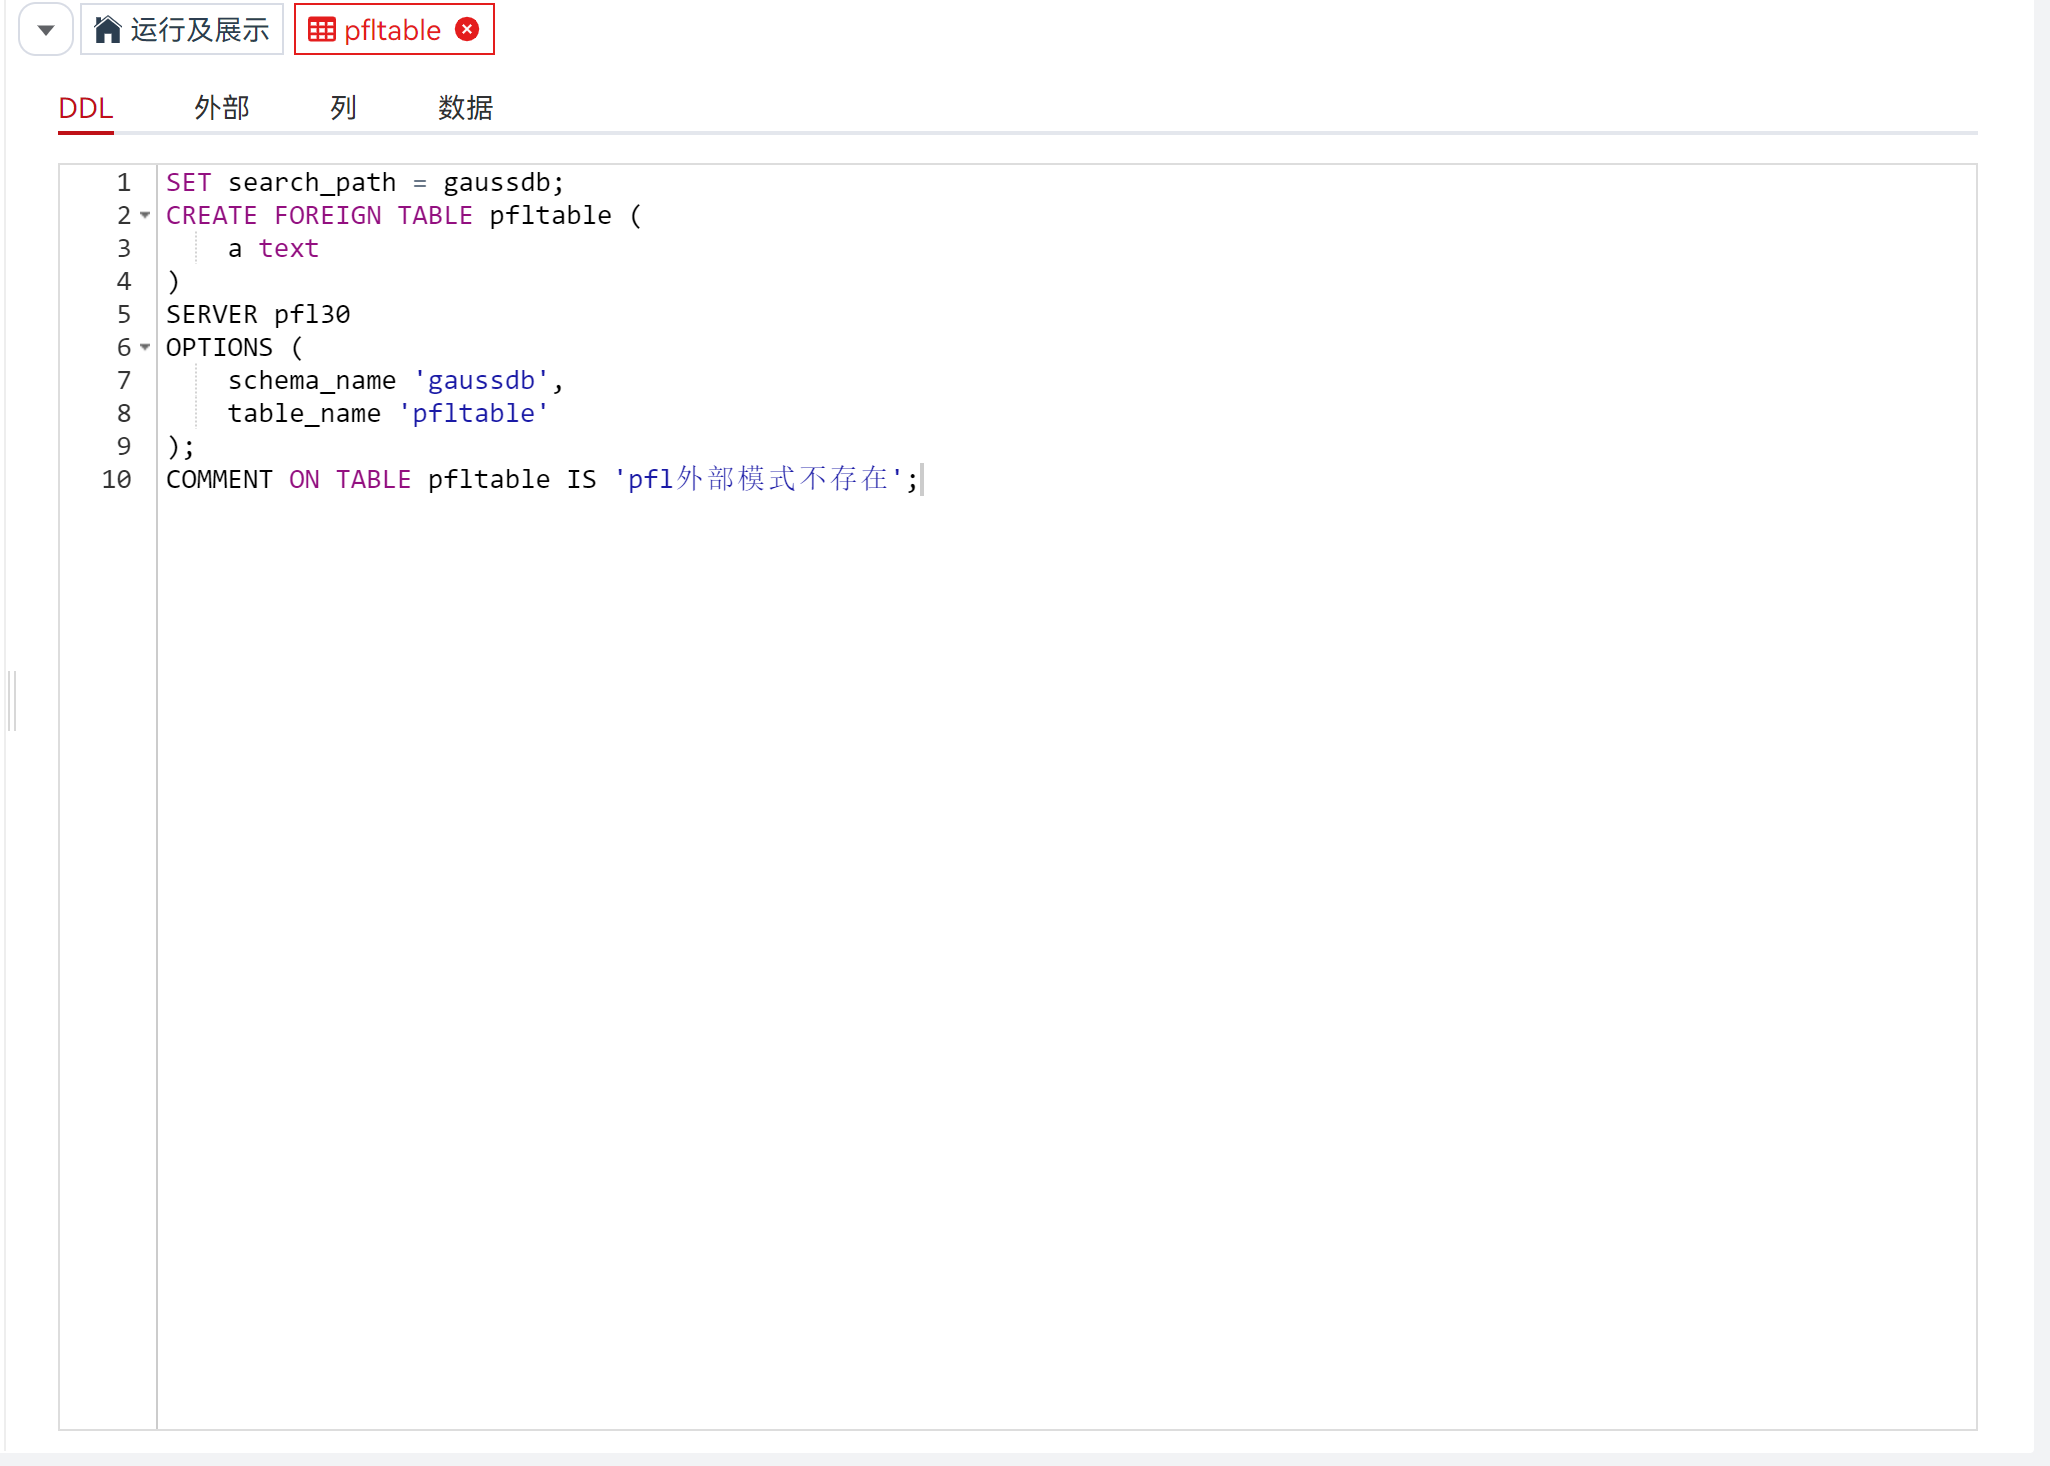 运行及展示 pfltable
DDL 外部 列 数据
1 SET search_path = gaussdb;
2 CREATE FOREIGN TABLE pfltable (
3 a text
4 )
5 SERVER pfl30
6 OPTIONS (
7 schema_name 'gaussdb',
8 table_name 'pfltable'
9 );
10 COMMENT ON TABLE pfltable IS 'pfl外部模式不存在';